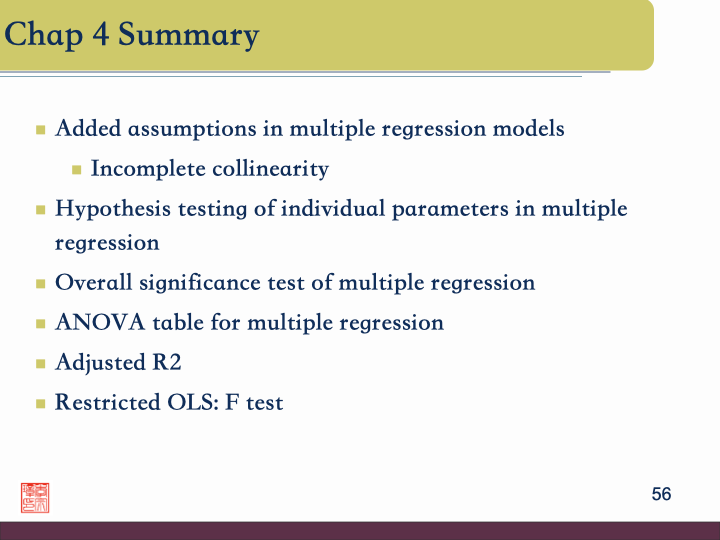 Chap 4 Summary
Added assumptions in multiple regression models
Incomplete collinearity
Hypothesis testing of individual parameters in multiple
regression
Overall significance test of multiple regression
ANOVA table for multiple regression
Adjusted R2
Restricted OLS: F test
56